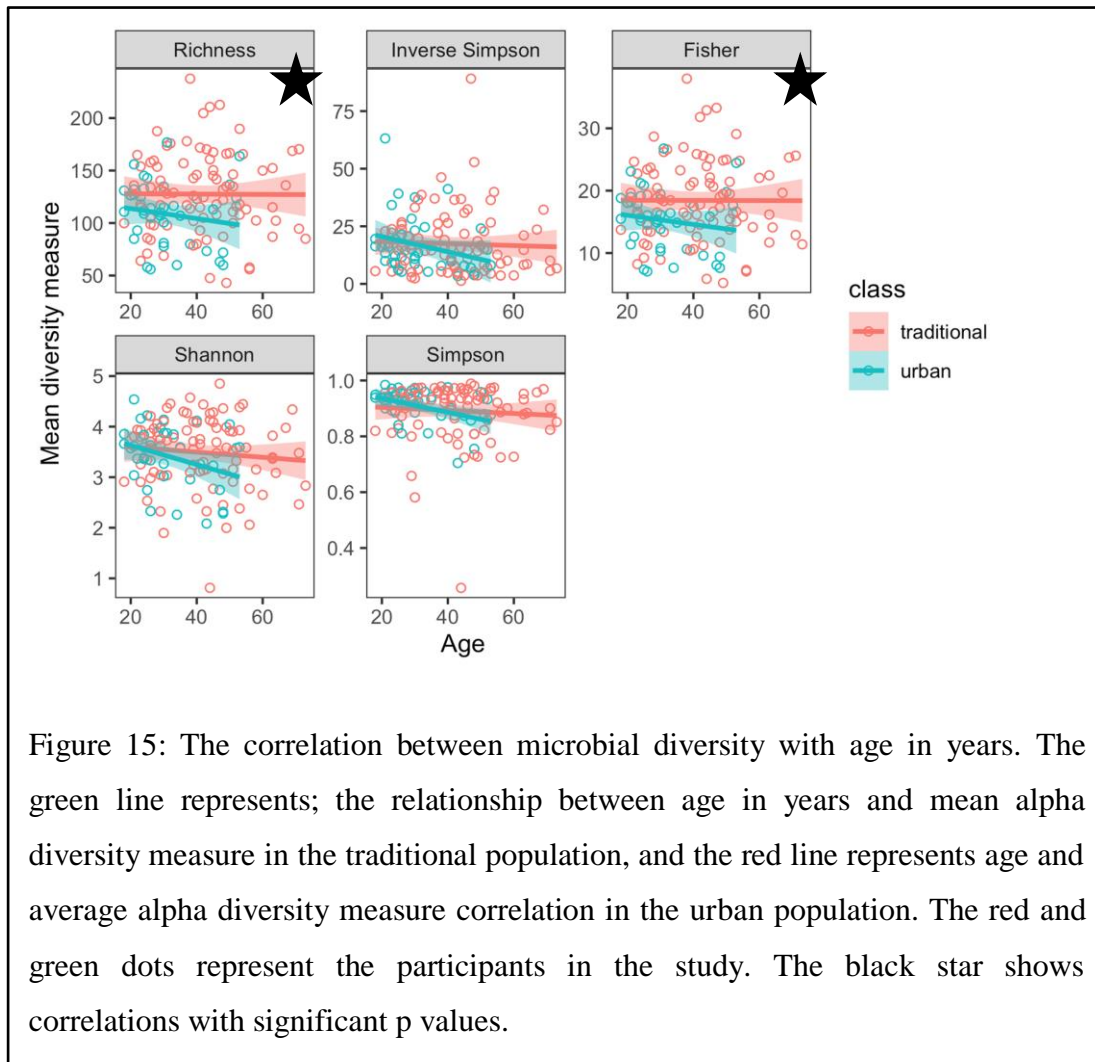 Richness
Inverse Simpson
Fisher
200
150
100
50
20
40
60
75
50
25
0
20
40
60
30
20
10
20
40
60
Mean diversity measure
class
traditional
urban
Shannon
Simpson
5
4
3
2
1
20
40
60
1.0
0.8
0.6
0.4
20
40
60
Age
Figure 15: The correlation between microbial diversity with age in years. The
green line represents; the relationship between age in years and mean alpha
diversity measure in the traditional population, and the red line represents age and
average alpha diversity measure correlation in the urban population. The red and
green dots represent the participants in the study. The black star shows
correlations with significant p values.